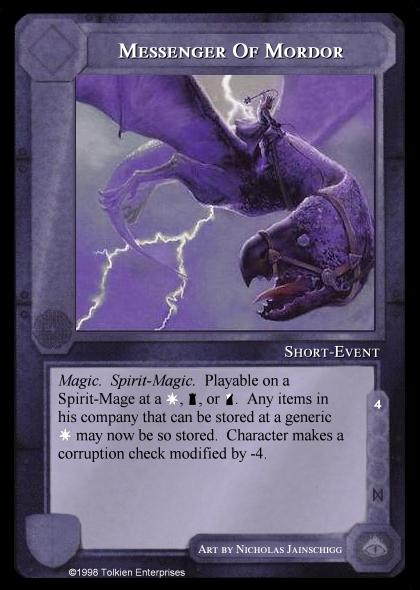 Messenger Of Mordor
Short-Event
Magic. Spirit-Magic. Playable on a
Spirit-Mage at a , , or . Any items in
his company that can be stored at a generic
may now be so stored. Character makes a
corruption check modified by -4.
4
Art by Nicholas Jainschigg
©1998 Tolkien Enterprises